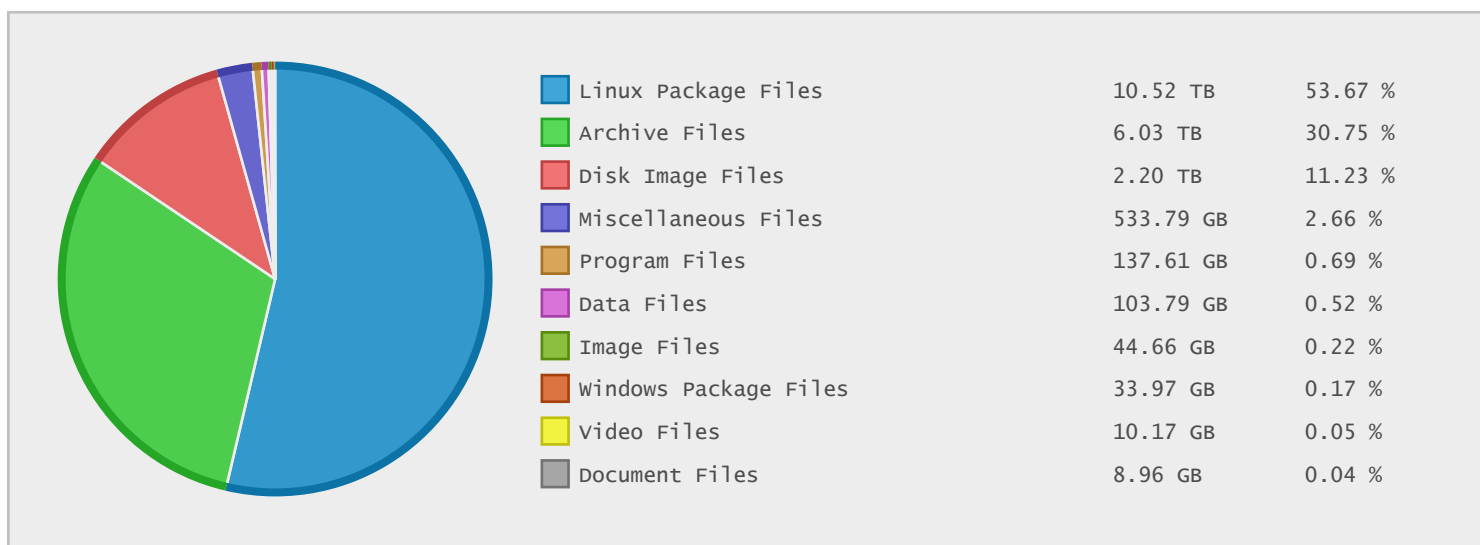 Linux Package Files 10.52 TB 53.67 %
Archive Files 6.03 TB 30.75 %
Disk Image Files 2.20 TB 11.23 %
Miscellaneous Files 533.79 GB 2.66 %
Program Files 137.61 GB 0.69 %
Data Files 103.79 GB 0.52 %
Image Files 44.66 GB 0.22 %
Windows Package Files 33.97 GB 0.17 %
Video Files 10.17 GB 0.05 %
Document Files 8.96 GB 0.04 %